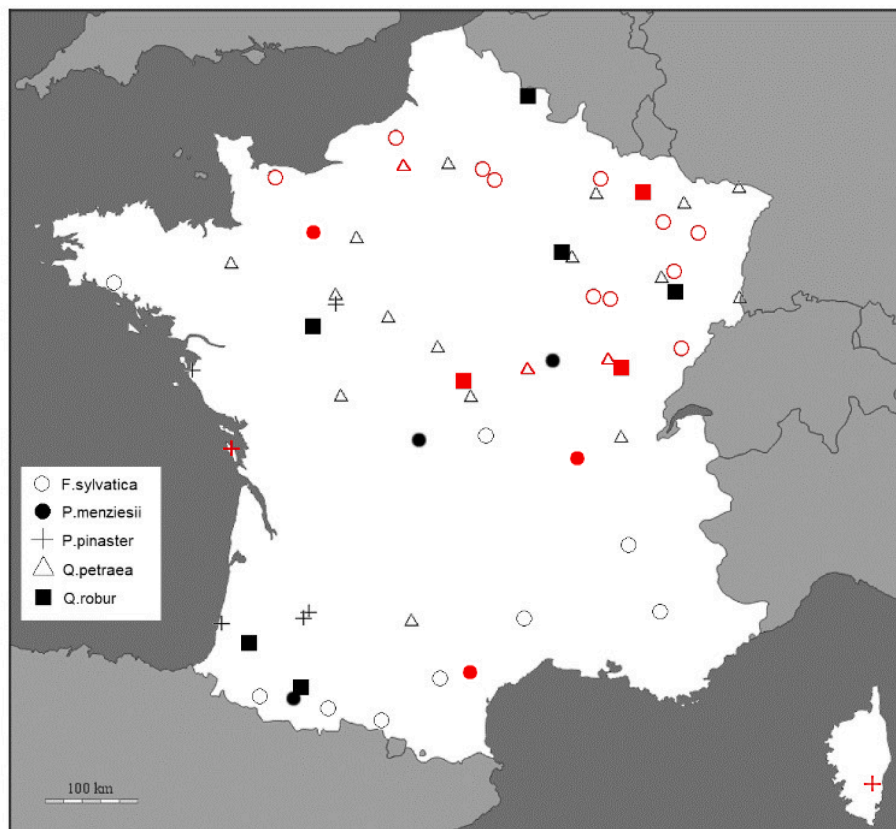 F.sylvatica
P.menziesii
P.pinaster
Q.petraea
Q.robur
100 km